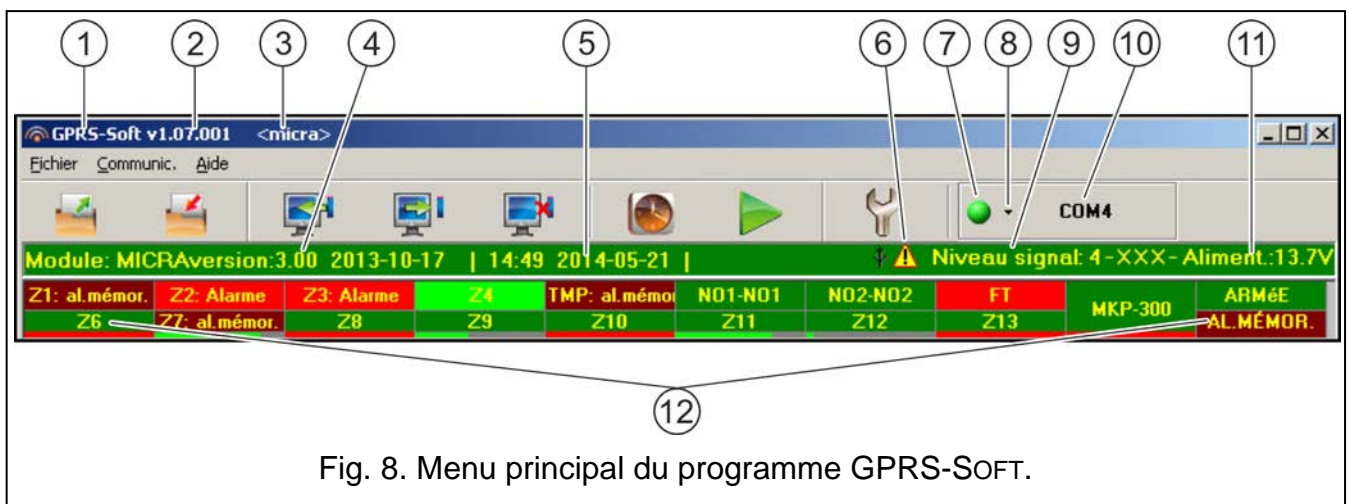 1 2 3 4 5 6 7 8 9 10 11
GPRS-Soft v1.07.001 <micra>
Fichier Communic. Aide
COM4
Module: MICRAversion:3.00 2013-10-17 | 14:49 2014-05-21 | Niveau signal: 4-XXX- Aliment.:13.7V
Z1: al.mémor. Z2: Alarme Z3: Alarme Z4 TMP: al.mémo NO1-NO1 NO2-NO2 FT MKP-300 ARMéE
Z6 Z7: al.mémor. Z8 Z9 Z10 Z11 Z12 Z13 AL.MÉMOR.
12
Fig. 8. Menu principal du programme GPRS-SOFT.